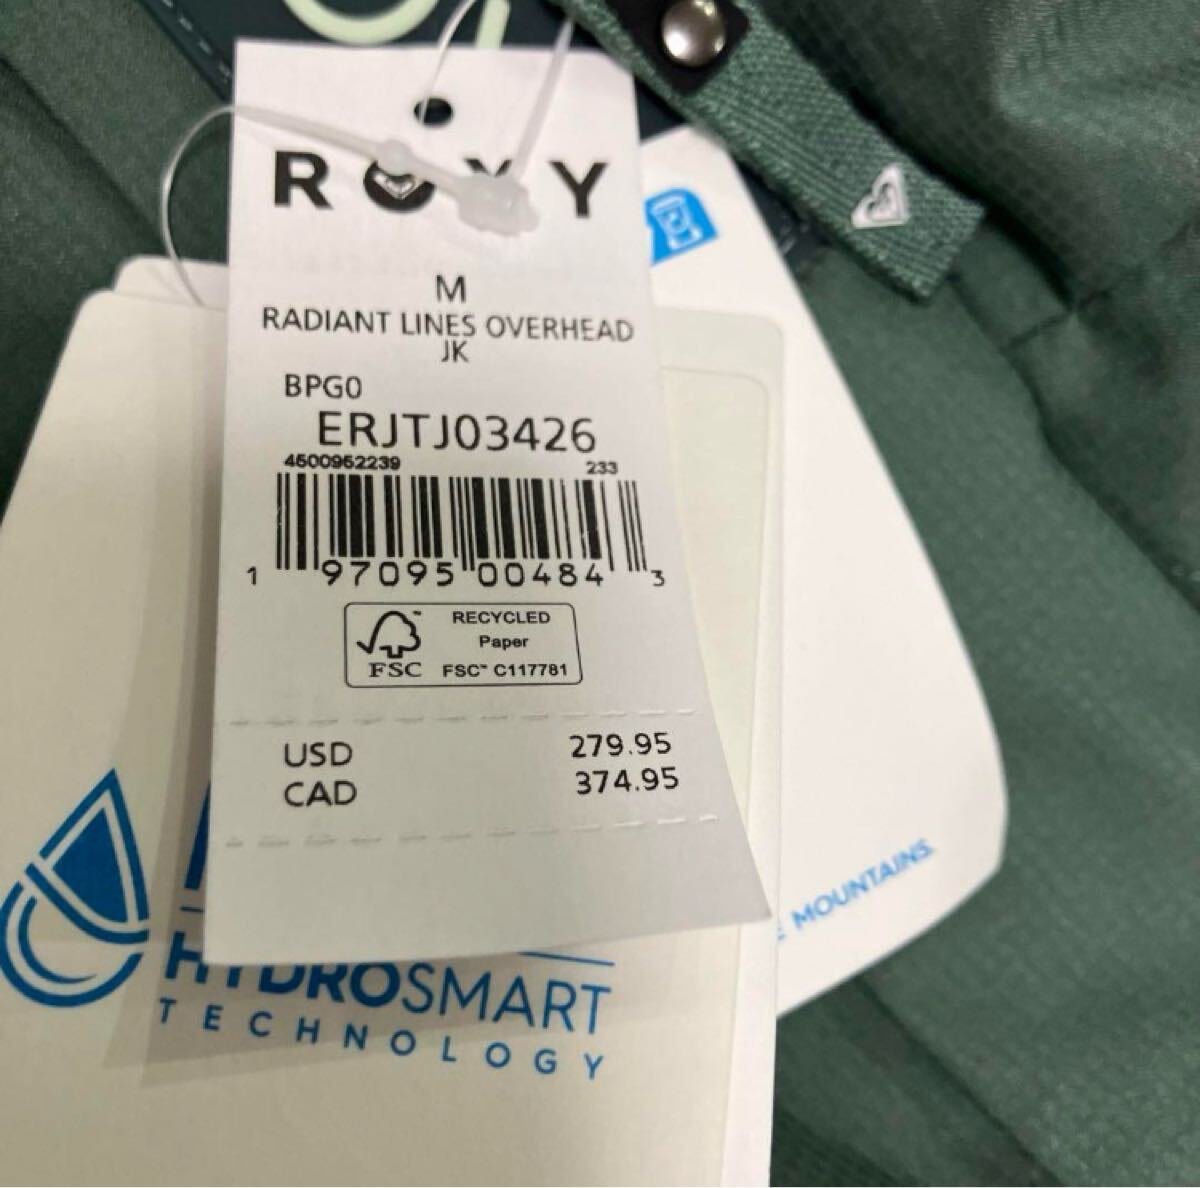 ROXY
M
RADIANT LINES OVERHEAD
JK
BPG0
ERJTJ03426
4500952239 233
1 97095 00484 3
RECYCLED
Paper
FSC FSC™ C117781
USD 279.95
CAD 374.95
HYDROSMART
TECHNOLOGY
MOUNTAINS.